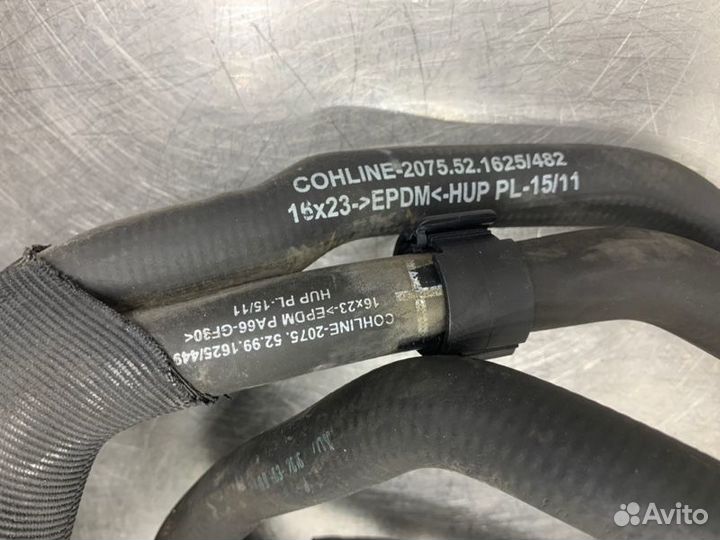 COHLINE-2075.52.1625/482
16x23->EPDM<-HUP PL-15/11
COHLINE-2075. 52.99.1625/449
16x23->EPDM PA66-GF30<
HUP PL.-15/11
Avito